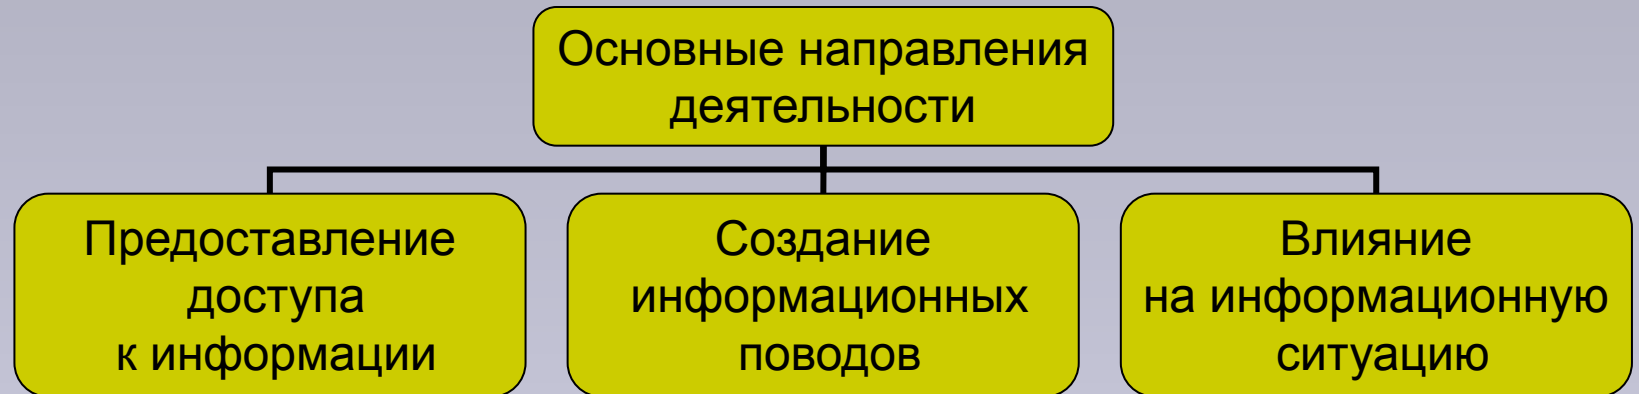 Основные направления
деятельности
Предоставление
доступа
к информации
Создание
информационных
поводов
Влияние
на информационную
ситуацию